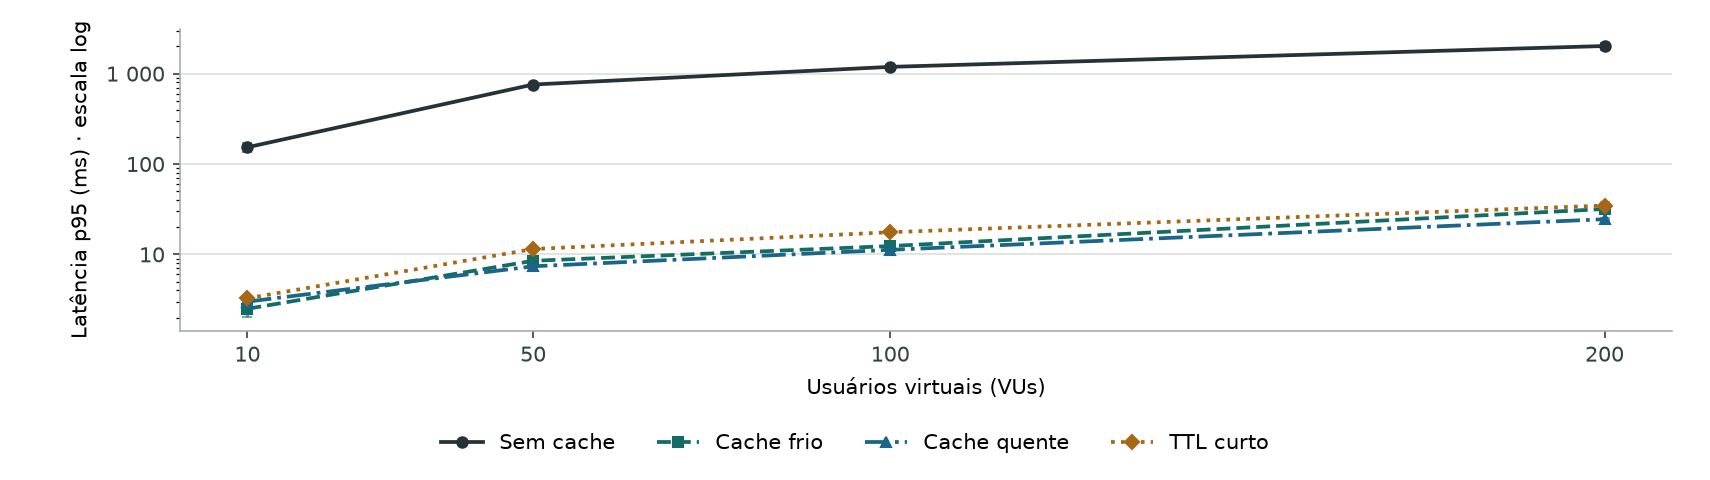 Latência p95 (ms) · escala log
1 000
100
10
10
50
100
200
Usuários virtuais (VUs)
Sem cache
Cache frio
Cache quente
TTL curto